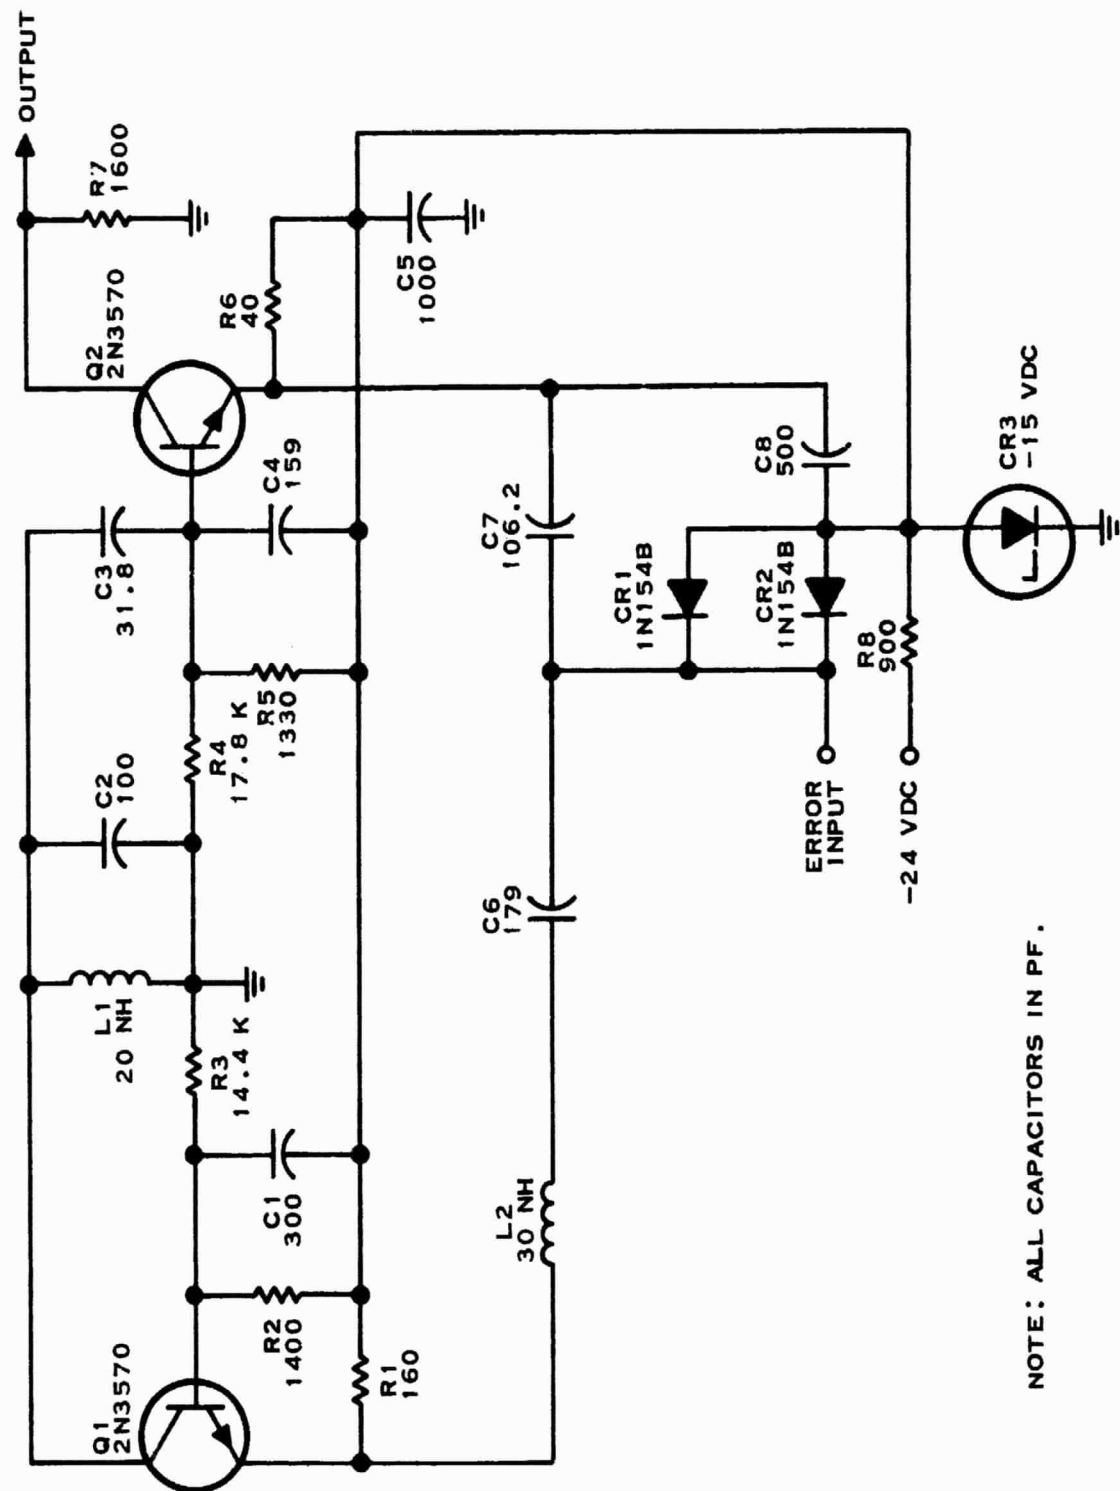 Q1
2N3570
R2
1400
R1
160
C1
300
R3
14.4 K
L1
20 NH
C2
100
R4
17.8 K
R5
1330
C3
31.8
C4
159
Q2
2N3570
R6
40
R7
1600
OUTPUT
C5
1000
L2
30 NH
C6
179
C7
106.2
CR1
1N154B
CR2
1N154B
C8
500
R8
900
ERROR
INPUT
-24 VDC
CR3
-15 VDC
NOTE: ALL CAPACITORS IN PF.